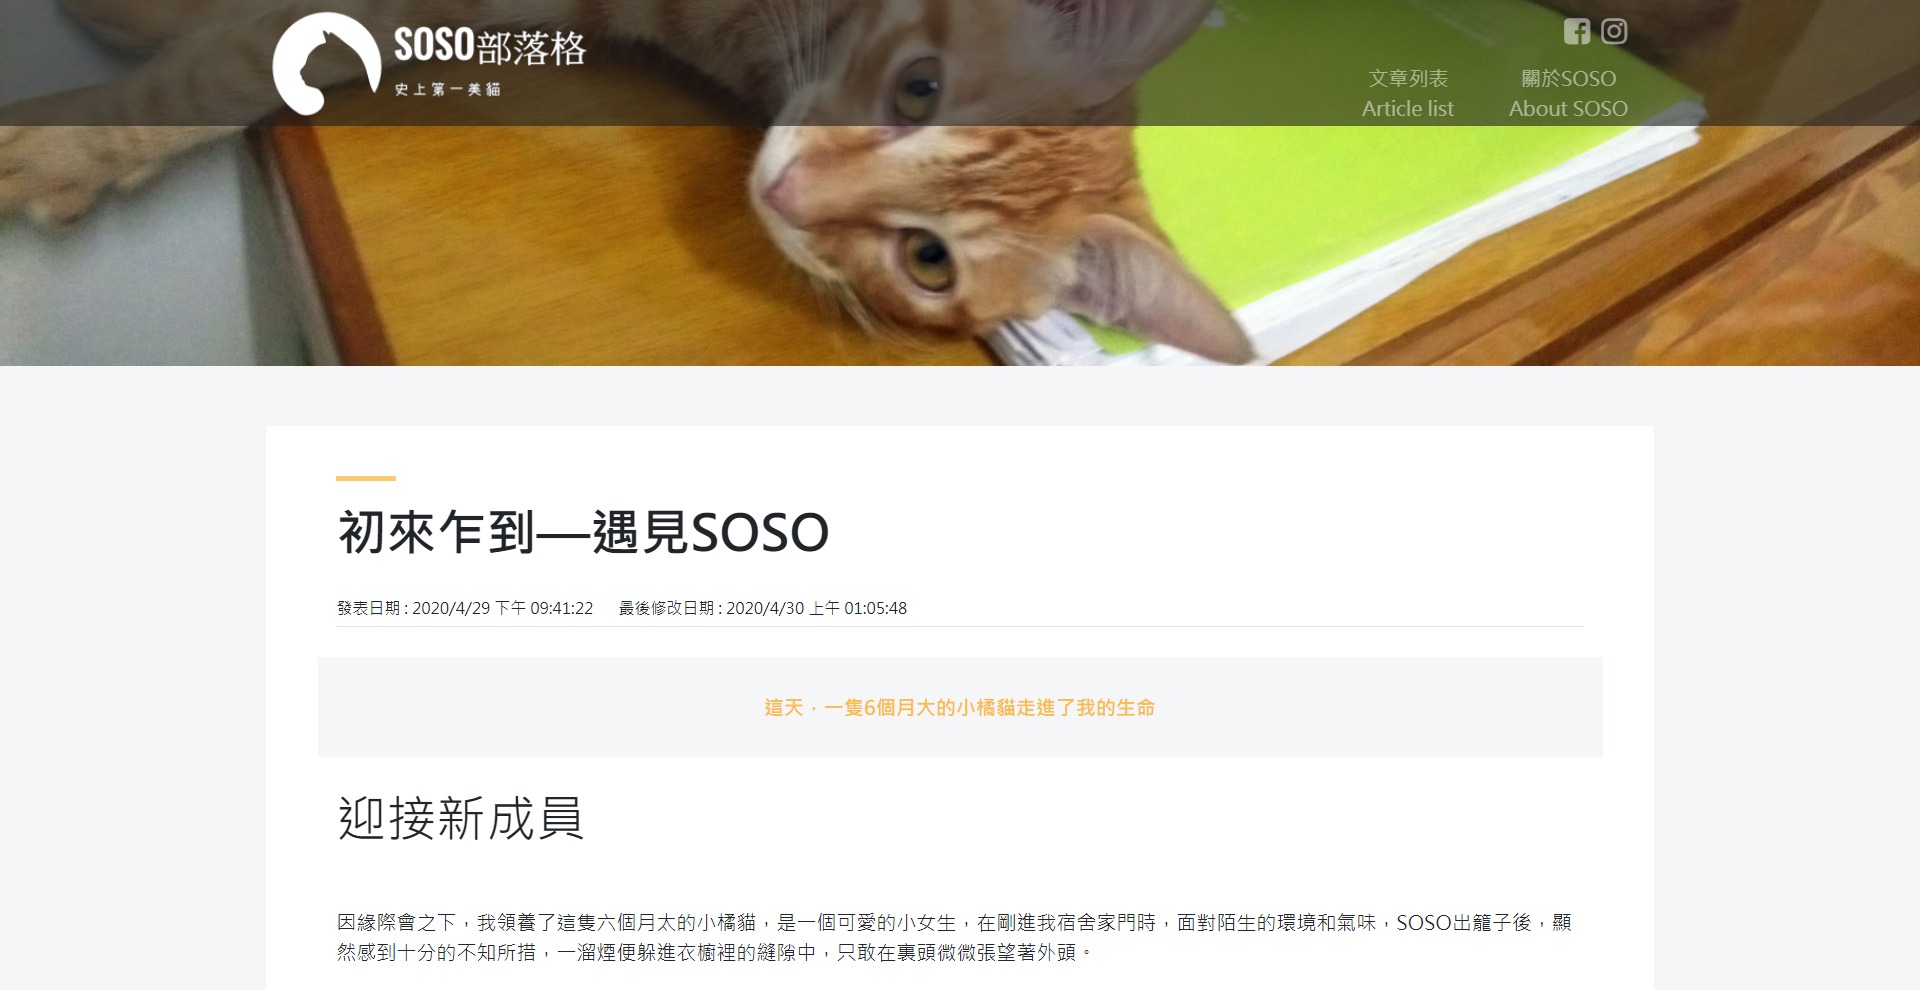 SOSO部落格
史上第一美貓
文章列表
Article list
關於SOSO
About SOSO
初來乍到—遇見SOSO
發表日期 : 2020/4/29 下午 09:41:22 最後修改日期 : 2020/4/30 上午 01:05:48
這天，一隻6個月大的小橘貓走進了我的生命
迎接新成員
因緣際會之下，我領養了這隻六個月太的小橘貓，是一個可愛的小女生，在剛進我宿舍家門時，面對陌生的環境和氣味，SOSO出籠子後，顯
然感到十分的不知所措，一溜煙便躲進衣櫥裡的縫隙中，只敢在裏頭微微張望著外頭。